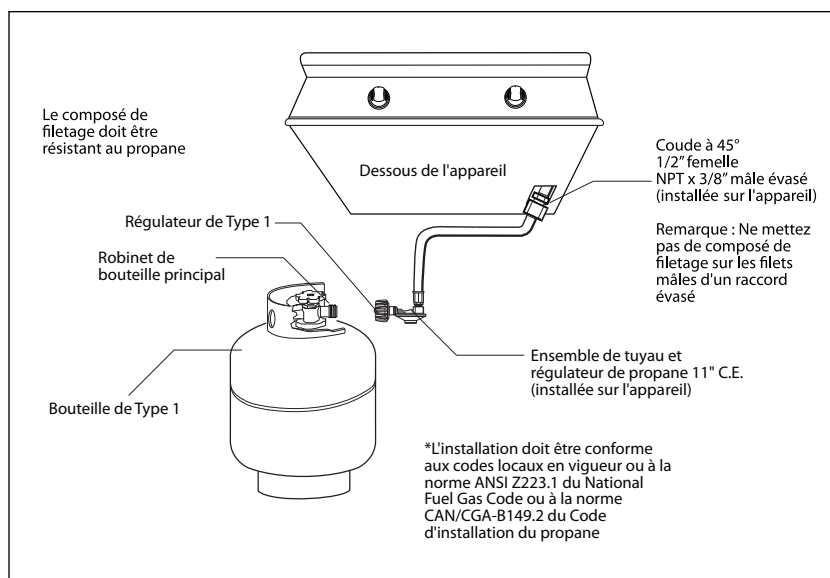 Le composé de
filetage doit être
résistant au propane
Dessous de l'appareil
Coude à 45°
1/2" femelle
NPT x 3/8" mâle évasé
(installée sur l'appareil)
Remarque : Ne mettez
pas de composé de
filetage sur les filets
mâles d'un raccord
évasé
Régulateur de Type 1
Robinet de
bouteille principal
Ensemble de tuyau et
régulateur de propane 11" C.E.
(installée sur l'appareil)
Bouteille de Type 1
*L'installation doit être conforme
aux codes locaux en vigueur ou à la
norme ANSI Z223.1 du National
Fuel Gas Code ou à la norme
CAN/CGA-B149.2 du Code
d'installation du propane